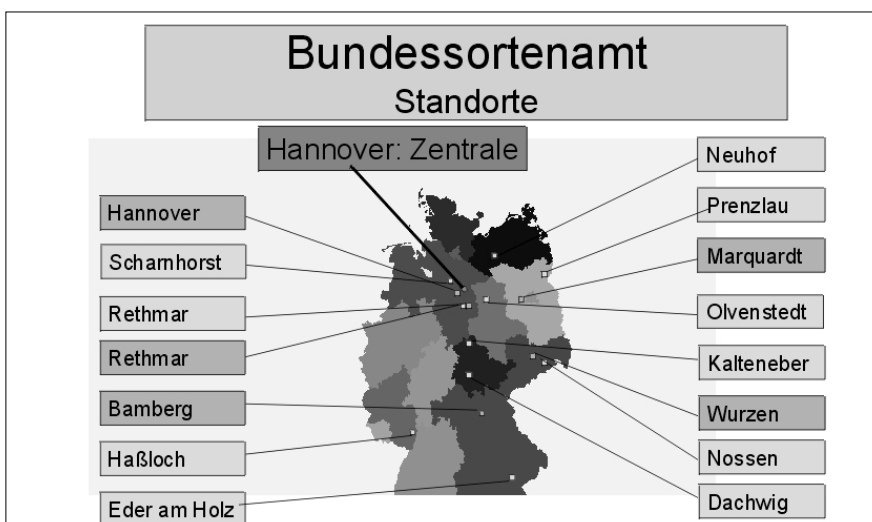 Bundessortenamt
Standorte
Hannover: Zentrale
Hannover
Scharnhorst
Rethmar
Rethmar
Bamberg
Haßloch
Eder am Holz
Neuhof
Prenzlau
Marquardt
Olvenstedt
Kalteneber
Wurzen
Nossen
Dachwig